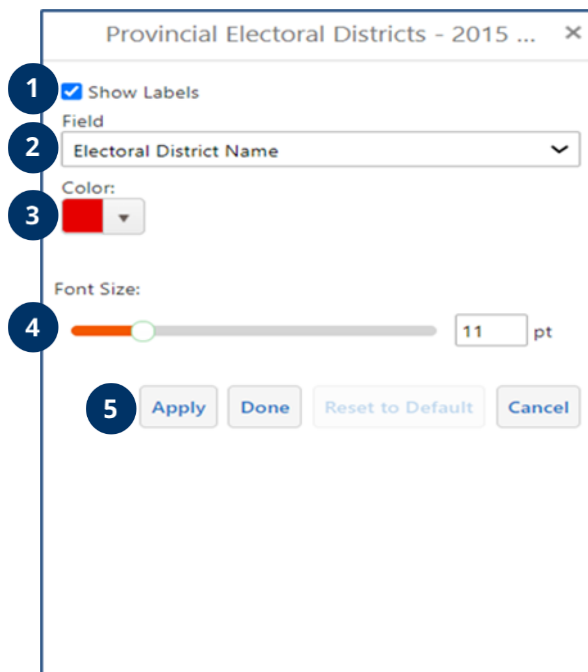 Provincial Electoral Districts - 2015 ... ×
1 Show Labels
Field
2 Electoral District Name
Color:
3
Font Size:
4 11 pt
5 Apply Done Reset to Default Cancel